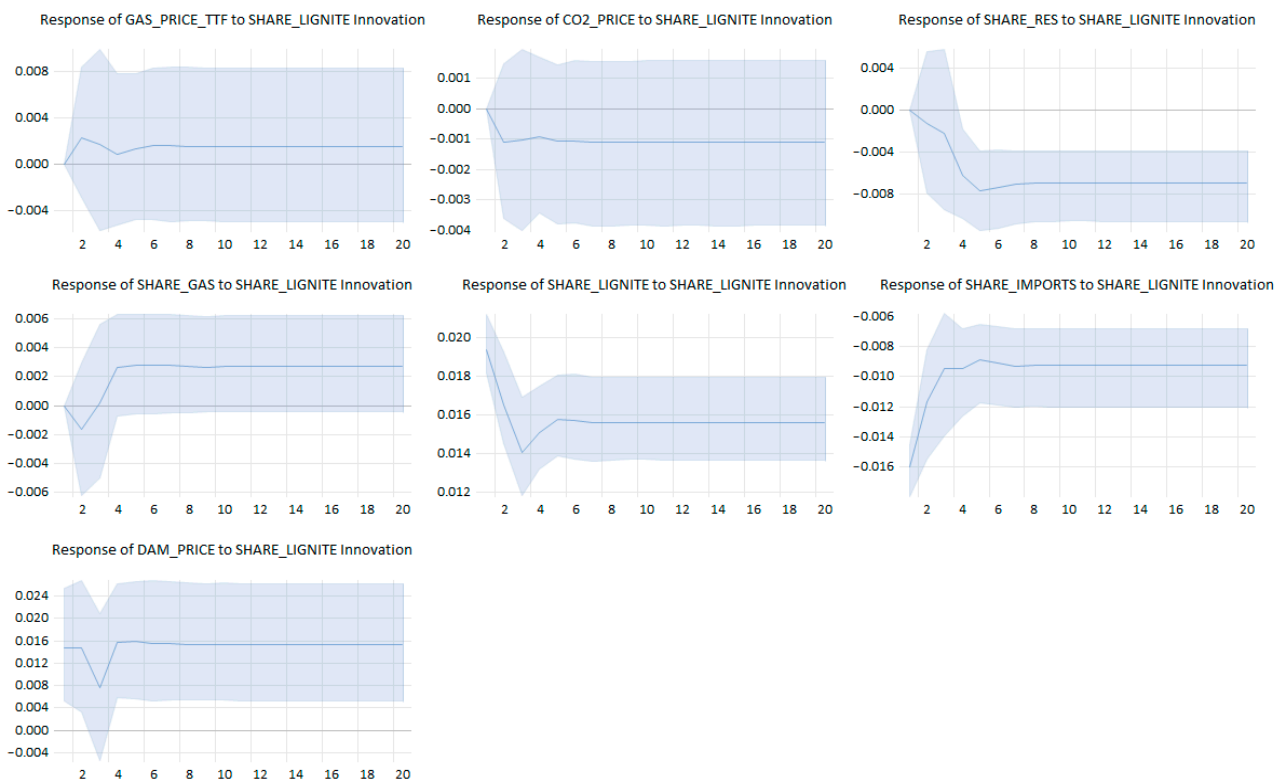 Response of GAS_PRICE_TTF to SHARE_LIGNITE Innovation
0.008
0.004
0.000
−0.004
2 4 6 8 10 12 14 16 18 20
Response of CO2_PRICE to SHARE_LIGNITE Innovation
0.001
0.000
−0.001
−0.002
−0.003
−0.004
2 4 6 8 10 12 14 16 18 20
Response of SHARE_RES to SHARE_LIGNITE Innovation
0.004
0.000
−0.004
−0.008
2 4 6 8 10 12 14 16 18 20
Response of SHARE_GAS to SHARE_LIGNITE Innovation
0.006
0.004
0.002
0.000
−0.002
−0.004
−0.006
2 4 6 8 10 12 14 16 18 20
Response of SHARE_LIGNITE to SHARE_LIGNITE Innovation
0.020
0.018
0.016
0.014
0.012
2 4 6 8 10 12 14 16 18 20
Response of SHARE_IMPORTS to SHARE_LIGNITE Innovation
−0.006
−0.008
−0.010
−0.012
−0.014
−0.016
2 4 6 8 10 12 14 16 18 20
Response of DAM_PRICE to SHARE_LIGNITE Innovation
0.024
0.020
0.016
0.012
0.008
0.004
0.000
−0.004
2 4 6 8 10 12 14 16 18 20